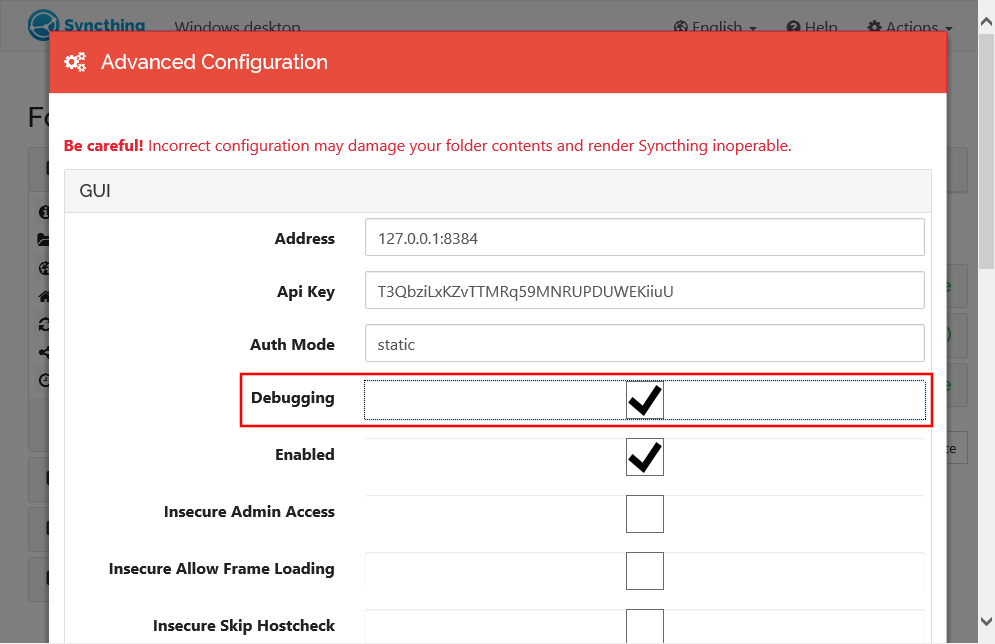 Syncthing Windows desktop English Help Actions
Advanced Configuration
Be careful! Incorrect configuration may damage your folder contents and render Syncthing inoperable.
GUI
Address 127.0.0.1:8384
Api Key T3QbziLxKZvTTMRq59MNRUPDUWEKiiuU
Auth Mode static
Debugging
Enabled
Insecure Admin Access
Insecure Allow Frame Loading
Insecure Skip Hostcheck